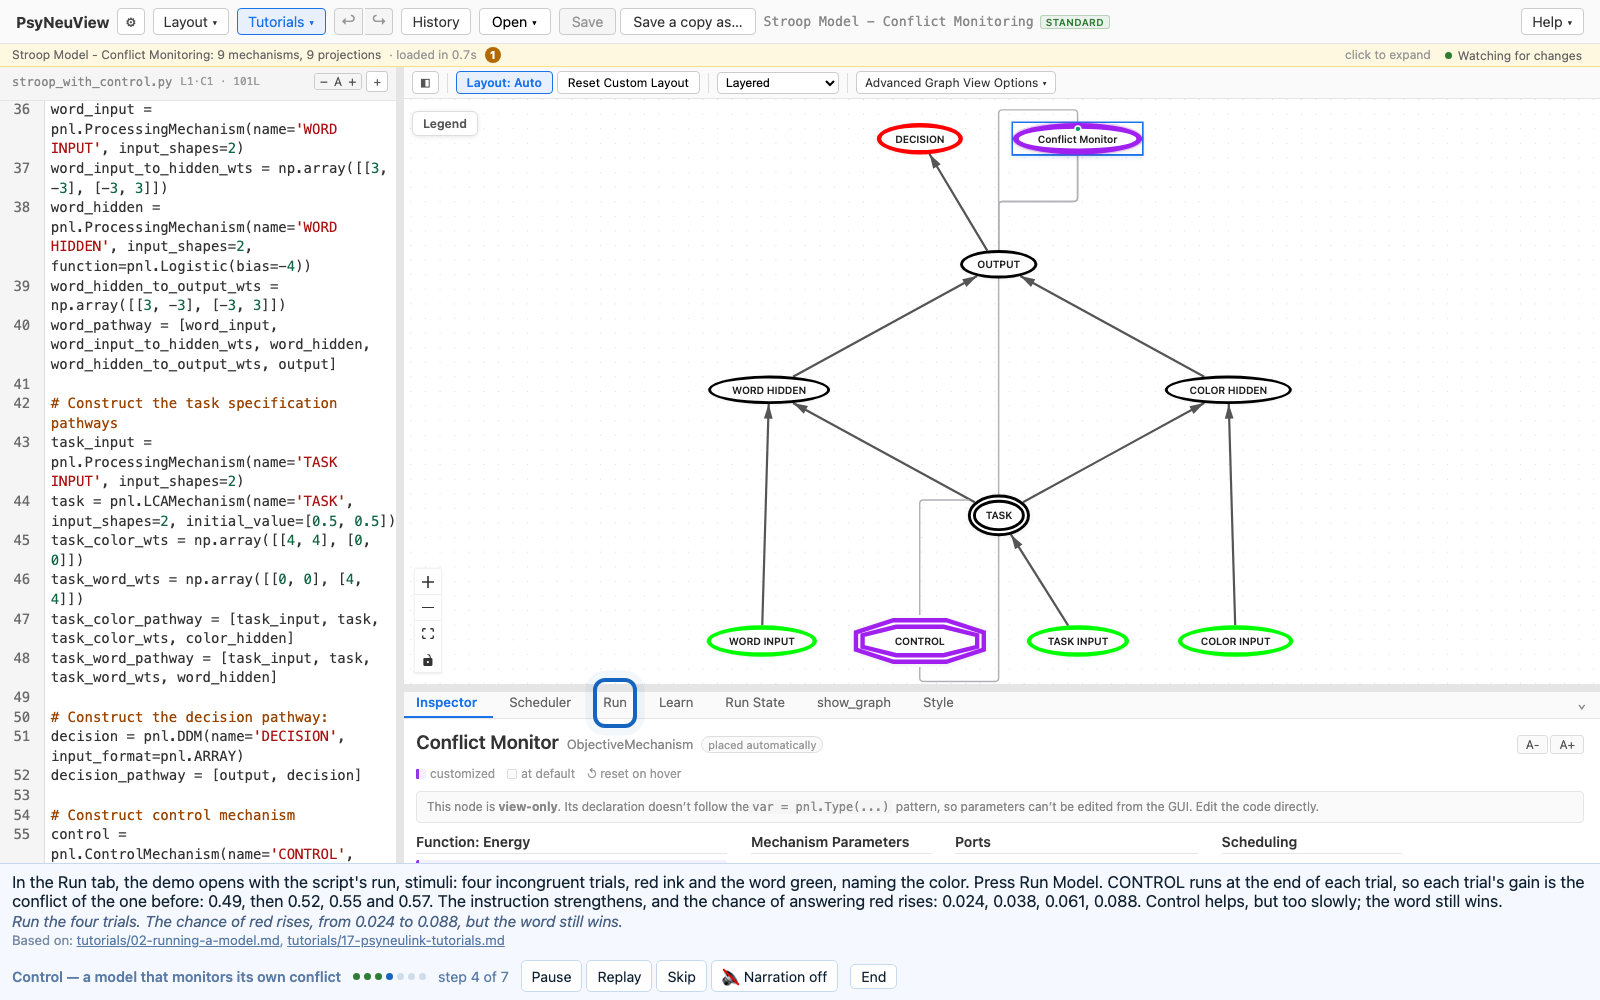 PsyNeuView ⚙ Layout ▾ Tutorials ▾ ↩ ↪ History Open ▾ Save Save a copy as... Stroop Model — Conflict Monitoring STANDARD Help ▾
Stroop Model - Conflict Monitoring: 9 mechanisms, 9 projections · loaded in 0.7s 1 click to expand Watching for changes
stroop_with_control.py L1·C1 · 101L − A + +
Layout: Auto Reset Custom Layout Layered Advanced Graph View Options ▾
36 word_input =
pnl.ProcessingMechanism(name='WORD
INPUT', input_shapes=2)
37 word_input_to_hidden_wts = np.array([[3,
-3], [-3, 3]])
38 word_hidden =
pnl.ProcessingMechanism(name='WORD
HIDDEN', input_shapes=2,
function=pnl.Logistic(bias=-4))
39 word_hidden_to_output_wts =
np.array([[3, -3], [-3, 3]])
40 word_pathway = [word_input,
word_input_to_hidden_wts, word_hidden,
word_hidden_to_output_wts, output]
41
42 # Construct the task specification
pathways
43 task_input =
pnl.ProcessingMechanism(name='TASK
INPUT', input_shapes=2)
44 task = pnl.LCAMechanism(name='TASK',
input_shapes=2, initial_value=[0.5, 0.5])
45 task_color_wts = np.array([[4, 4], [0,
0]])
46 task_word_wts = np.array([[0, 0], [4,
4]])
47 task_color_pathway = [task_input, task,
task_color_wts, color_hidden]
48 task_word_pathway = [task_input, task,
task_word_wts, word_hidden]
49
50 # Construct the decision pathway:
51 decision = pnl.DDM(name='DECISION',
input_format=pnl.ARRAY)
52 decision_pathway = [output, decision]
53
54 # Construct control mechanism
55 control =
pnl.ControlMechanism(name='CONTROL',
Legend
DECISION
Conflict Monitor
OUTPUT
WORD HIDDEN
COLOR HIDDEN
TASK
WORD INPUT
CONTROL
TASK INPUT
COLOR INPUT
Inspector Scheduler Run Learn Run State show_graph Style
Conflict Monitor ObjectiveMechanism placed automatically A- A+
customized at default ↺ reset on hover
This node is view-only. Its declaration doesn't follow the var = pnl.Type(...) pattern, so parameters can't be edited from the GUI. Edit the code directly.
Function: Energy Mechanism Parameters Ports Scheduling
In the Run tab, the demo opens with the script's run, stimuli: four incongruent trials, red ink and the word green, naming the color. Press Run Model. CONTROL runs at the end of each trial, so each trial's gain is the
conflict of the one before: 0.49, then 0.52, 0.55 and 0.57. The instruction strengthens, and the chance of answering red rises: 0.024, 0.038, 0.061, 0.088. Control helps, but too slowly; the word still wins.
Run the four trials. The chance of red rises, from 0.024 to 0.088, but the word still wins.
Based on: tutorials/02-running-a-model.md, tutorials/17-psyneulink-tutorials.md
Control — a model that monitors its own conflict step 4 of 7 Pause Replay Skip Narration off End